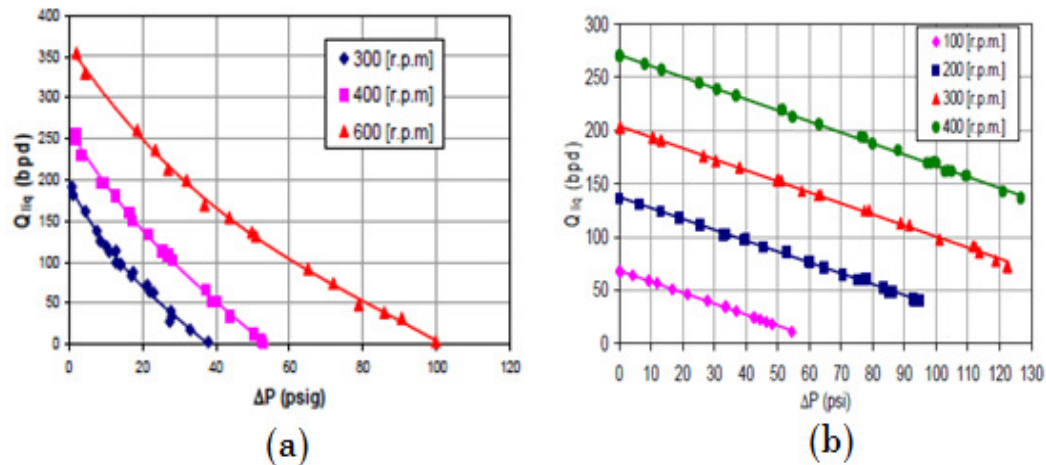 400
350
300
250
200
150
100
50
0
0 20 40 60 80 100 120
Q liq (bpd)
ΔP (psig)
300 [r.p.m]
400 [r.p.m]
600 [r.p.m]
(a)
300
250
200
150
100
50
0
0 10 20 30 40 50 60 70 80 90 100 110 120 130
Q liq (bpd)
ΔP (psi)
100 [r.p.m.]
200 [r.p.m.]
300 [r.p.m.]
400 [r.p.m.]
(b)